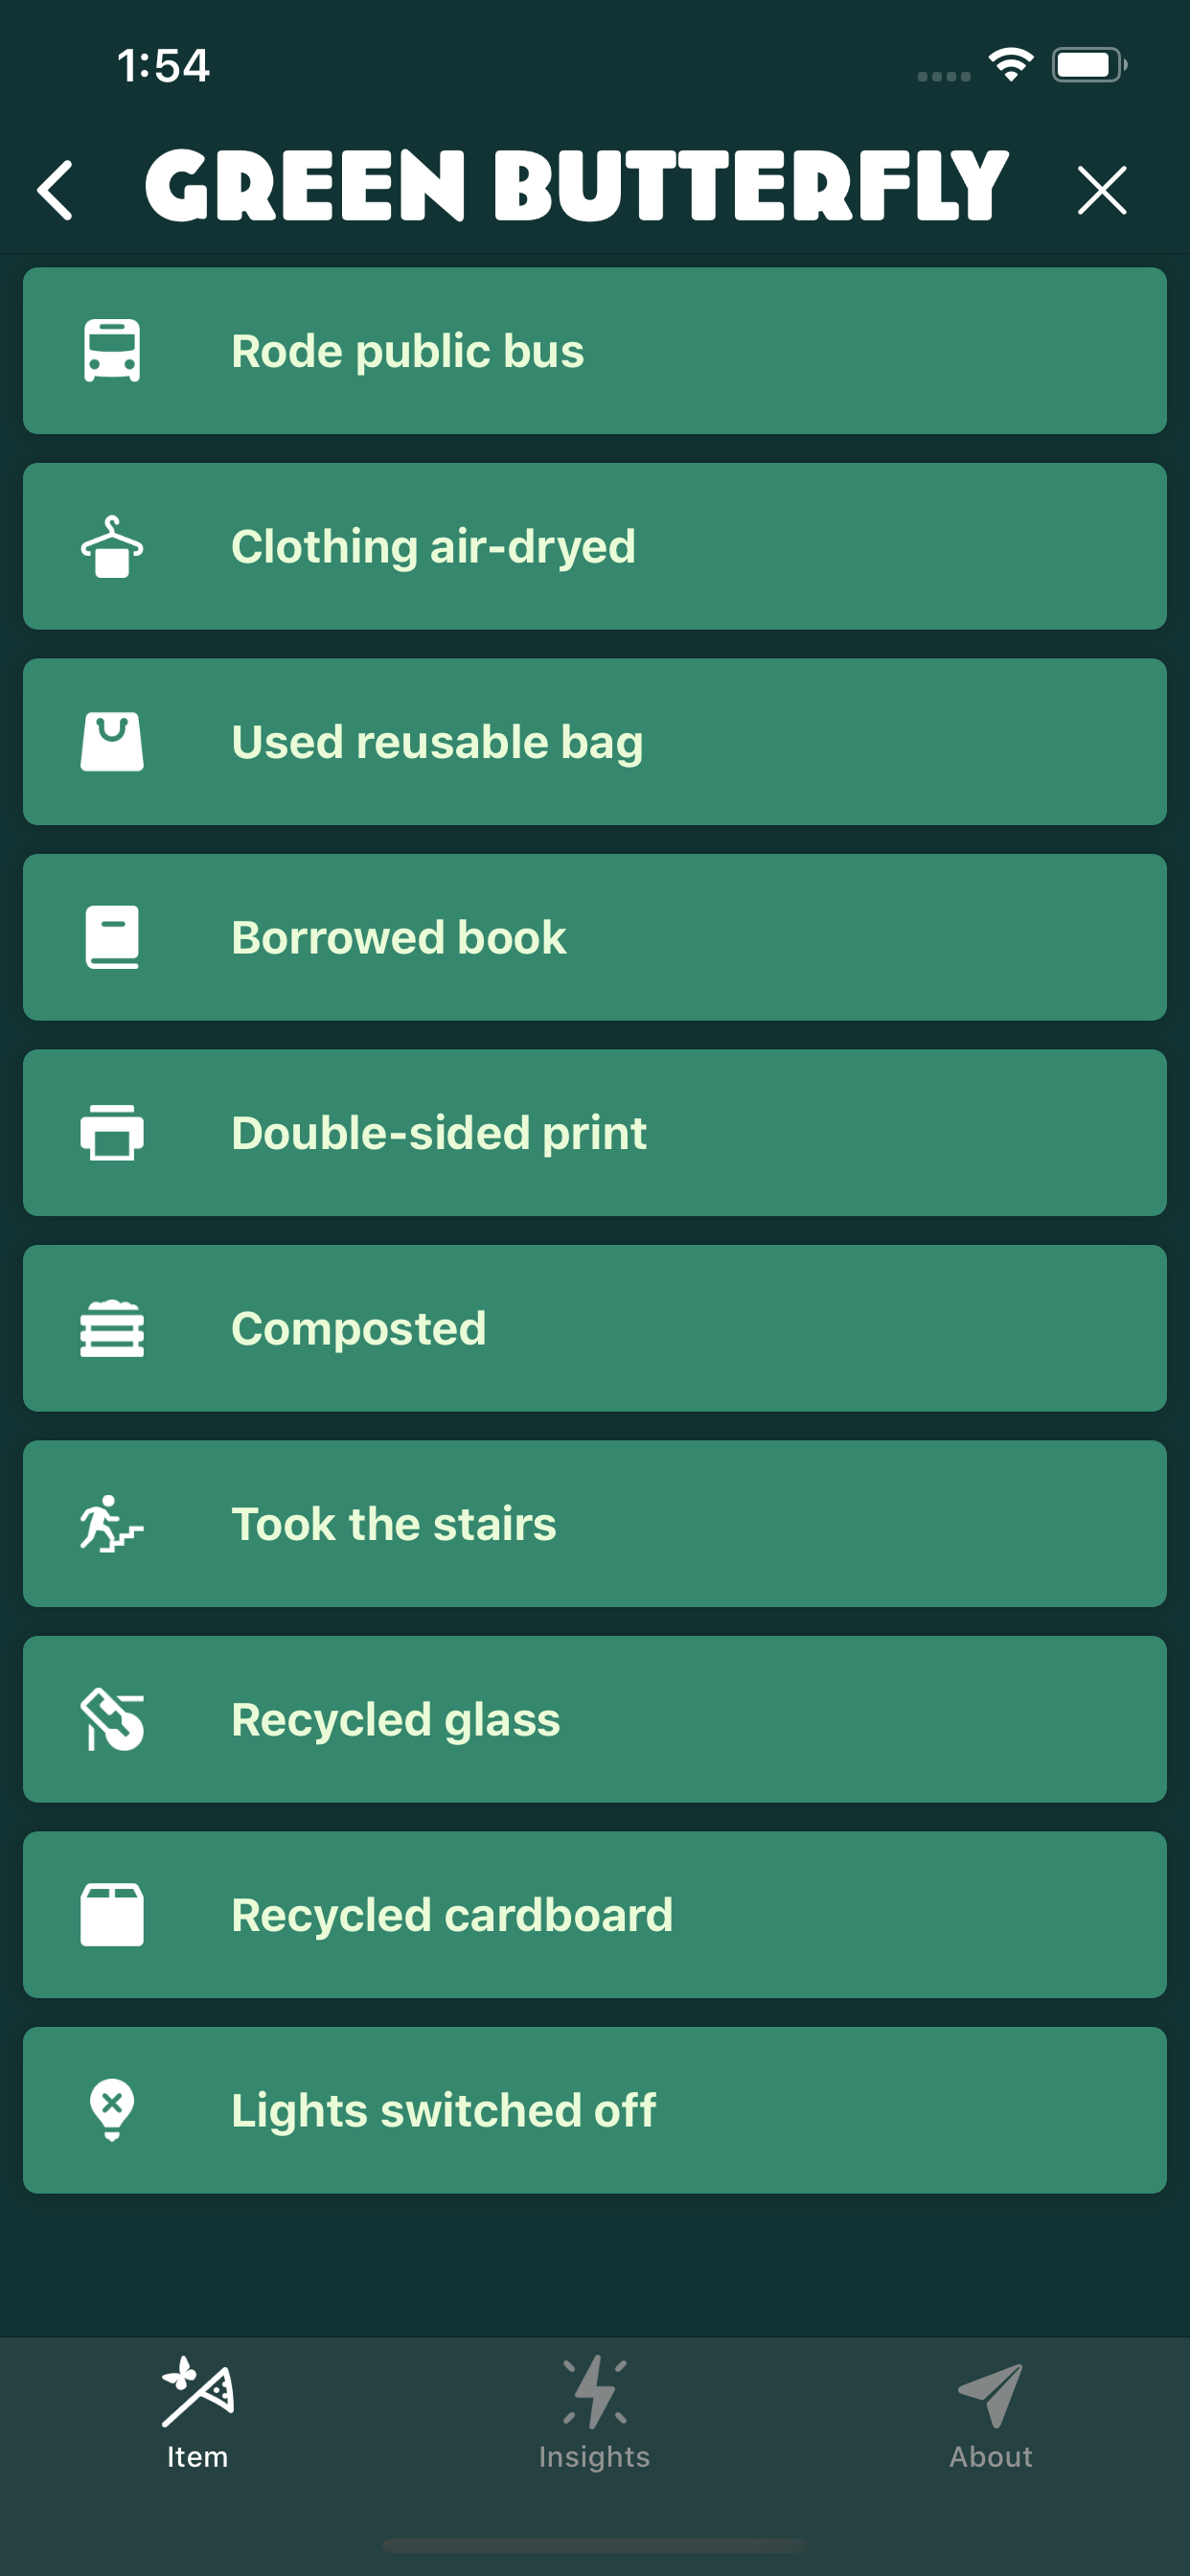 1:54
GREEN BUTTERFLY
Rode public bus
Clothing air-dryed
Used reusable bag
Borrowed book
Double-sided print
Composted
Took the stairs
Recycled glass
Recycled cardboard
Lights switched off
Item
Insights
About